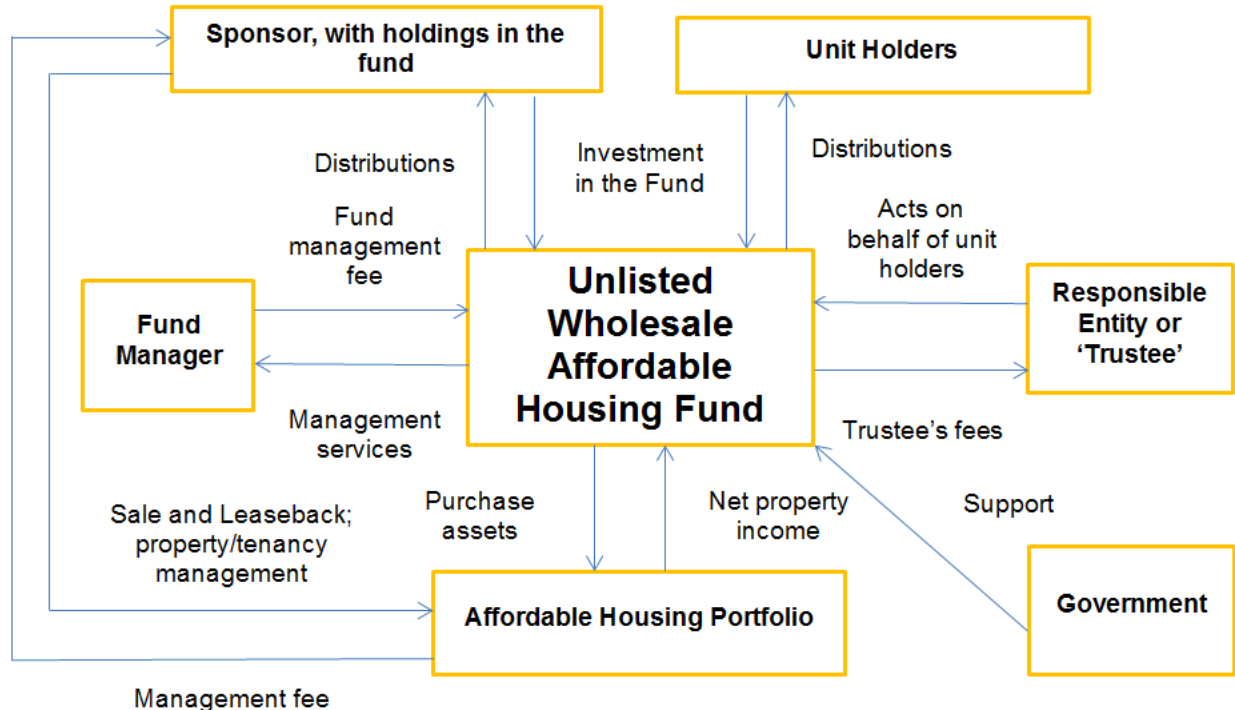 Sponsor, with holdings in the
fund
Unit Holders
Distributions
Investment
in the Fund
Distributions
Fund
management
fee
Acts on
behalf of unit
holders
Fund
Manager
Unlisted
Wholesale
Affordable
Housing Fund
Responsible
Entity or
‘Trustee’
Management
services
Trustee’s fees
Sale and Leaseback;
property/tenancy
management
Purchase
assets
Net property
income
Support
Affordable Housing Portfolio
Government
Management fee